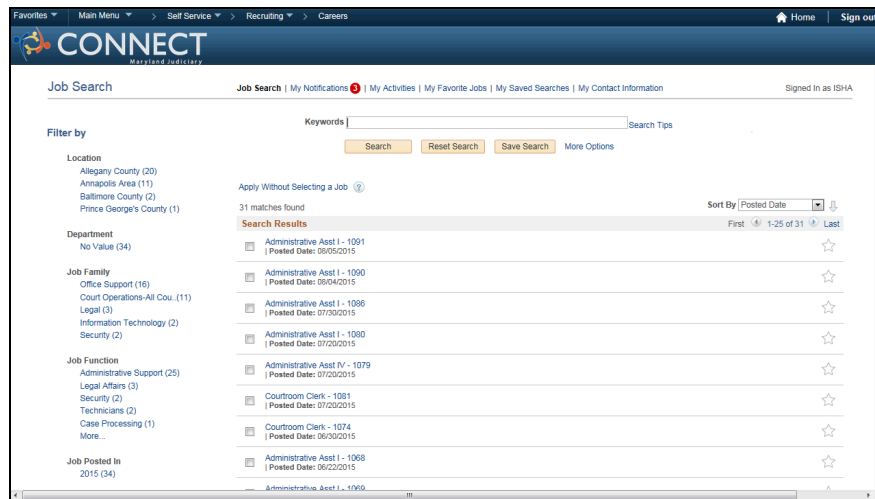 Favorites Main Menu > Self Service > Recruiting > Careers Home Sign out
CONNECT
Maryland Judiciary
Job Search
Job Search | My Notifications 3 | My Activities | My Favorite Jobs | My Saved Searches | My Contact Information
Signed In as ISHA
Keywords
Search Tips
Search Reset Search Save Search More Options
Filter by
Location
Allegany County (20)
Annapolis Area (11)
Baltimore County (2)
Prince George's County (1)
Department
No Value (34)
Job Family
Office Support (16)
Court Operations-All Cou..(11)
Legal (3)
Information Technology (2)
Security (2)
Job Function
Administrative Support (25)
Legal Affairs (3)
Security (2)
Technicians (2)
Case Processing (1)
More...
Job Posted In
2015 (34)
Apply Without Selecting a Job ?
31 matches found
Sort By Posted Date
Search Results
First 1-25 of 31 Last
Administrative Asst I - 1091
| Posted Date: 08/05/2015
Administrative Asst I - 1090
| Posted Date: 08/04/2015
Administrative Asst I - 1086
| Posted Date: 07/30/2015
Administrative Asst I - 1080
| Posted Date: 07/20/2015
Administrative Asst IV - 1079
| Posted Date: 07/20/2015
Courtroom Clerk - 1081
| Posted Date: 07/20/2015
Courtroom Clerk - 1074
| Posted Date: 06/30/2015
Administrative Asst I - 1068
| Posted Date: 06/22/2015
Administrative Asst I - 1069